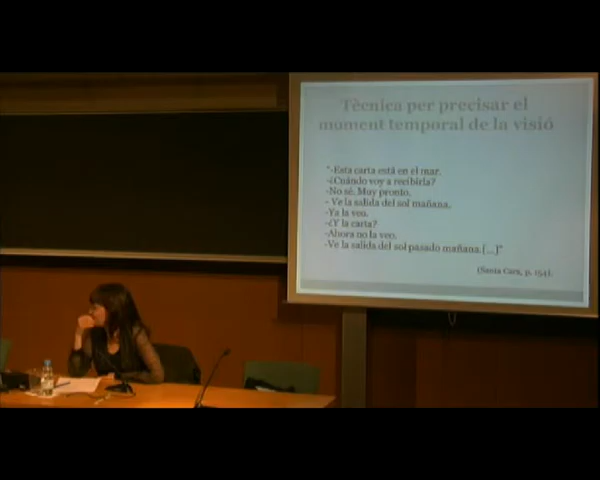 Tècnica per precisar el
moment temporal de la visió
"-Esta carta está en el mar.
-¿Cuándo voy a recibirla?
-No sé. Muy pronto.
- Ve la salida del sol mañana.
-Ya la veo.
-¿Y la carta?
-Ahora no la veo.
-Ve la salida del sol pasado mañana.[...]"
(Santa Cara, p. 154).